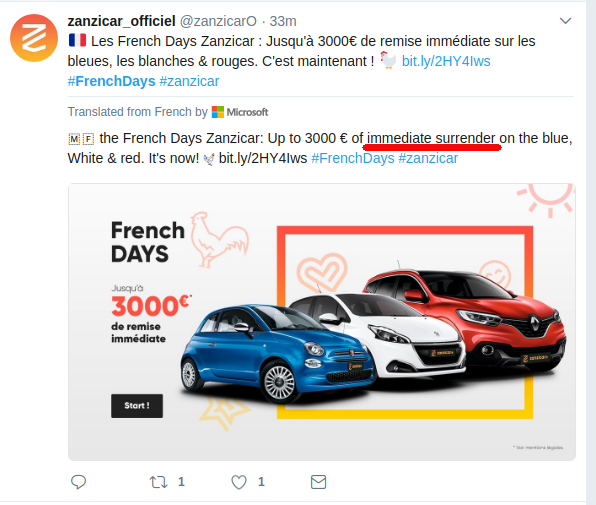 zanzicar_officiel @zanzicarO · 33m
🇫🇷 Les French Days Zanzicar : Jusqu'à 3000€ de remise immédiate sur les
bleues, les blanches & rouges. C'est maintenant ! 🐓 bit.ly/2HY4Iws
#FrenchDays #zanzicar
Translated from French by Microsoft
🄼🄵 the French Days Zanzicar: Up to 3000 € of immediate surrender on the blue,
White & red. It's now! 🐓 bit.ly/2HY4Iws #FrenchDays #zanzicar
French
DAYS
Jusqu'à
3000€*
de remise
immédiate
Start !
* Voir mentions légales
1 1